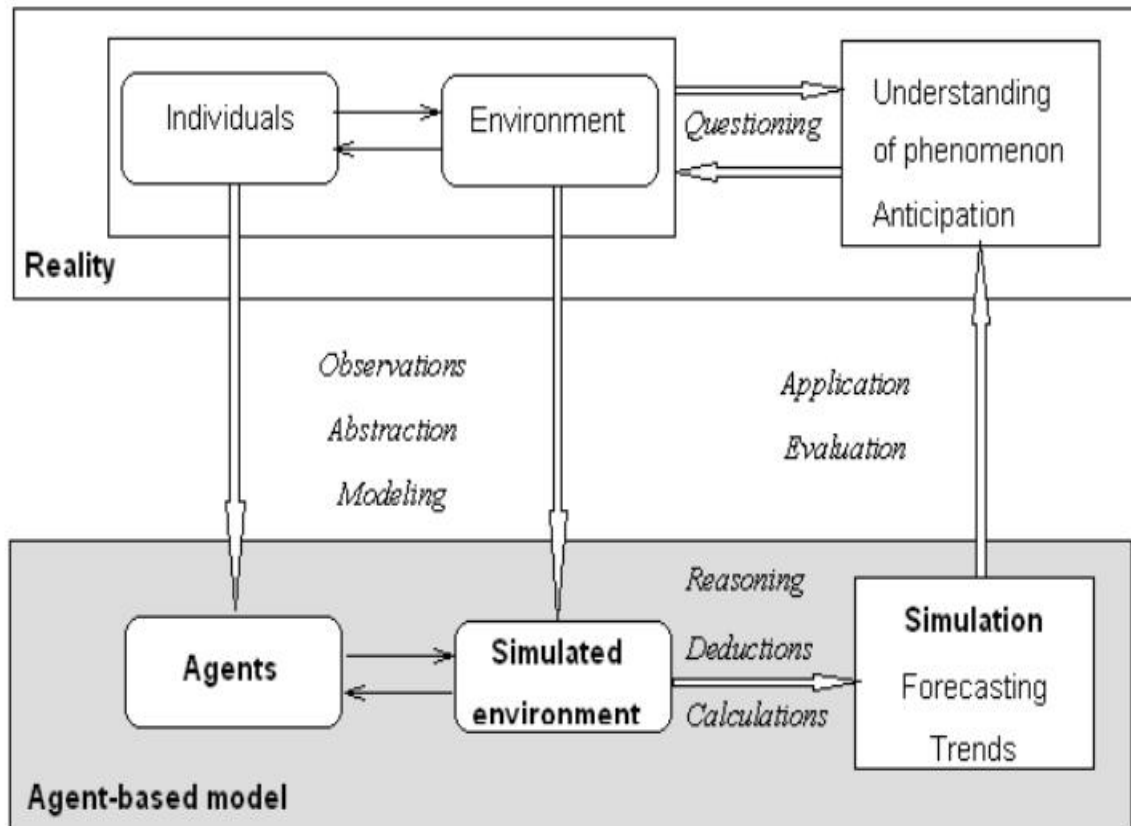 Individuals
Environment
Questioning
Understanding
of phenomenon
Anticipation
Reality
Observations
Abstraction
Modeling
Application
Evaluation
Agents
Simulated
environment
Reasoning
Deductions
Calculations
Simulation
Forecasting
Trends
Agent-based model